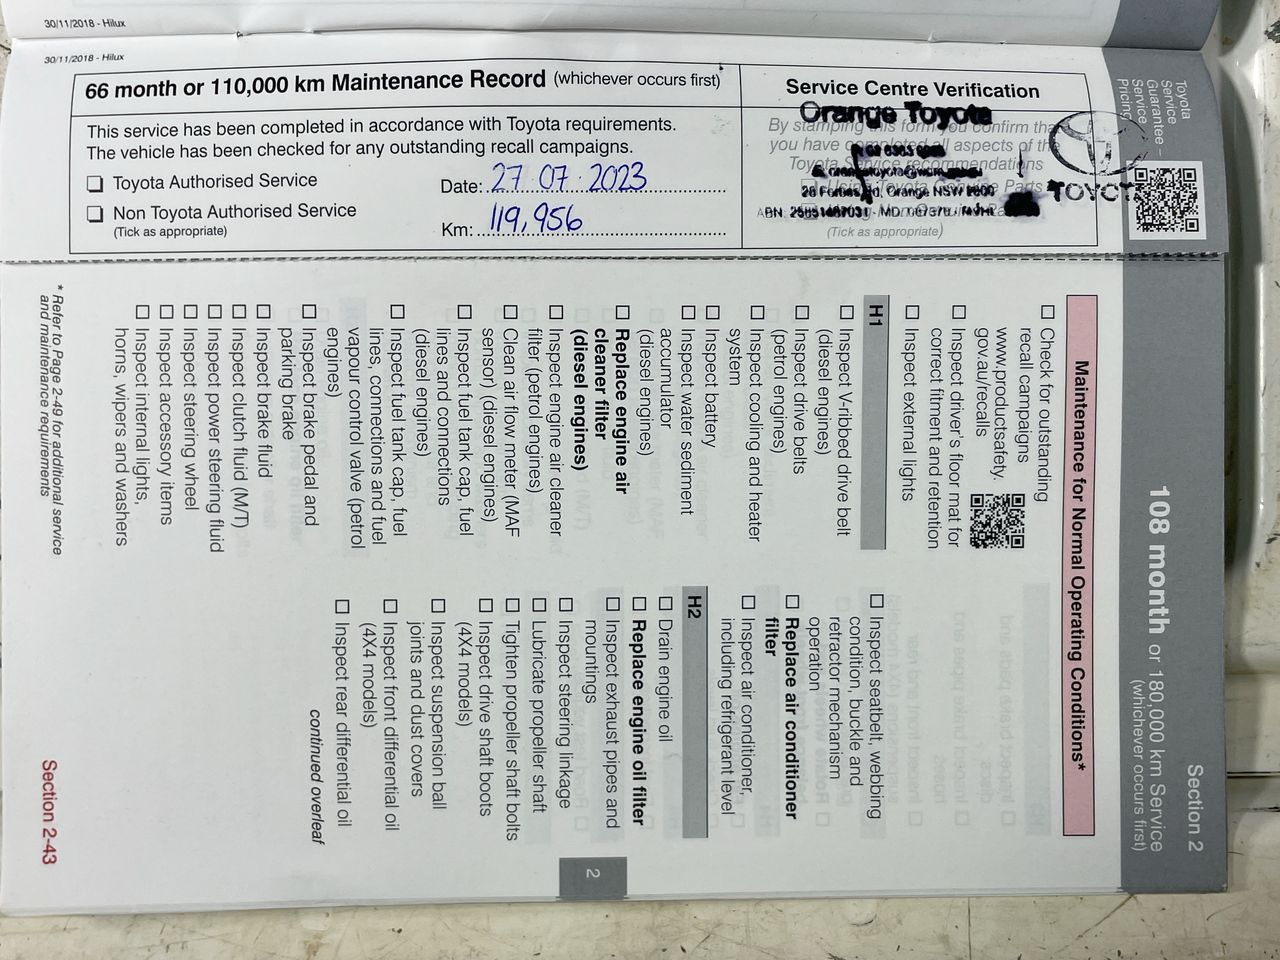 30/11/2018 - Hilux
30/11/2018 - Hilux
66 month or 110,000 km Maintenance Record (whichever occurs first)
This service has been completed in accordance with Toyota requirements.
The vehicle has been checked for any outstanding recall campaigns.
Toyota Authorised Service
Non Toyota Authorised Service
(Tick as appropriate)
Date: 27 07 2023
Km: 119,956
Service Centre Verification
Orange Toyota
By stamping this form you confirm that
you have completed all aspects of the
Toyota Service recommendations
Orange NSW 2800
ABN
(Tick as appropriate)
TOYOTA
Toyota
Service
Guarantee –
Service
Pricing
Section 2
108 month or 180,000 km Service
(whichever occurs first)
Maintenance for Normal Operating Conditions*
Check for outstanding
recall campaigns
www.productsafety.
gov.au/recalls
Inspect driver's floor mat for
correct fitment and retention
Inspect external lights
H1
Inspect V-ribbed drive belt
(diesel engines)
Inspect drive belts
(petrol engines)
Inspect cooling and heater
system
Inspect battery
Inspect water sediment
accumulator
(diesel engines)
Replace engine air
cleaner filter
(diesel engines)
Inspect engine air cleaner
filter (petrol engines)
Clean air flow meter (MAF
sensor) (diesel engines)
Inspect fuel tank cap, fuel
lines and connections
(diesel engines)
Inspect fuel tank cap, fuel
lines, connections and fuel
vapour control valve (petrol
engines)
Inspect brake pedal and
parking brake
Inspect brake fluid
Inspect clutch fluid (M/T)
Inspect power steering fluid
Inspect steering wheel
Inspect accessory items
Inspect internal lights,
horns, wipers and washers
Inspect seatbelt, webbing
condition, buckle and
retractor mechanism
operation
Replace air conditioner
filter
Inspect air conditioner,
including refrigerant level
H2
Drain engine oil
Replace engine oil filter
Inspect exhaust pipes and
mountings
Inspect steering linkage
Lubricate propeller shaft
Tighten propeller shaft bolts
Inspect drive shaft boots
(4X4 models)
Inspect suspension ball
joints and dust covers
Inspect front differential oil
(4X4 models)
Inspect rear differential oil
continued overleaf
* Refer to Page 2-49 for additional service
and maintenance requirements
2
Section 2-43